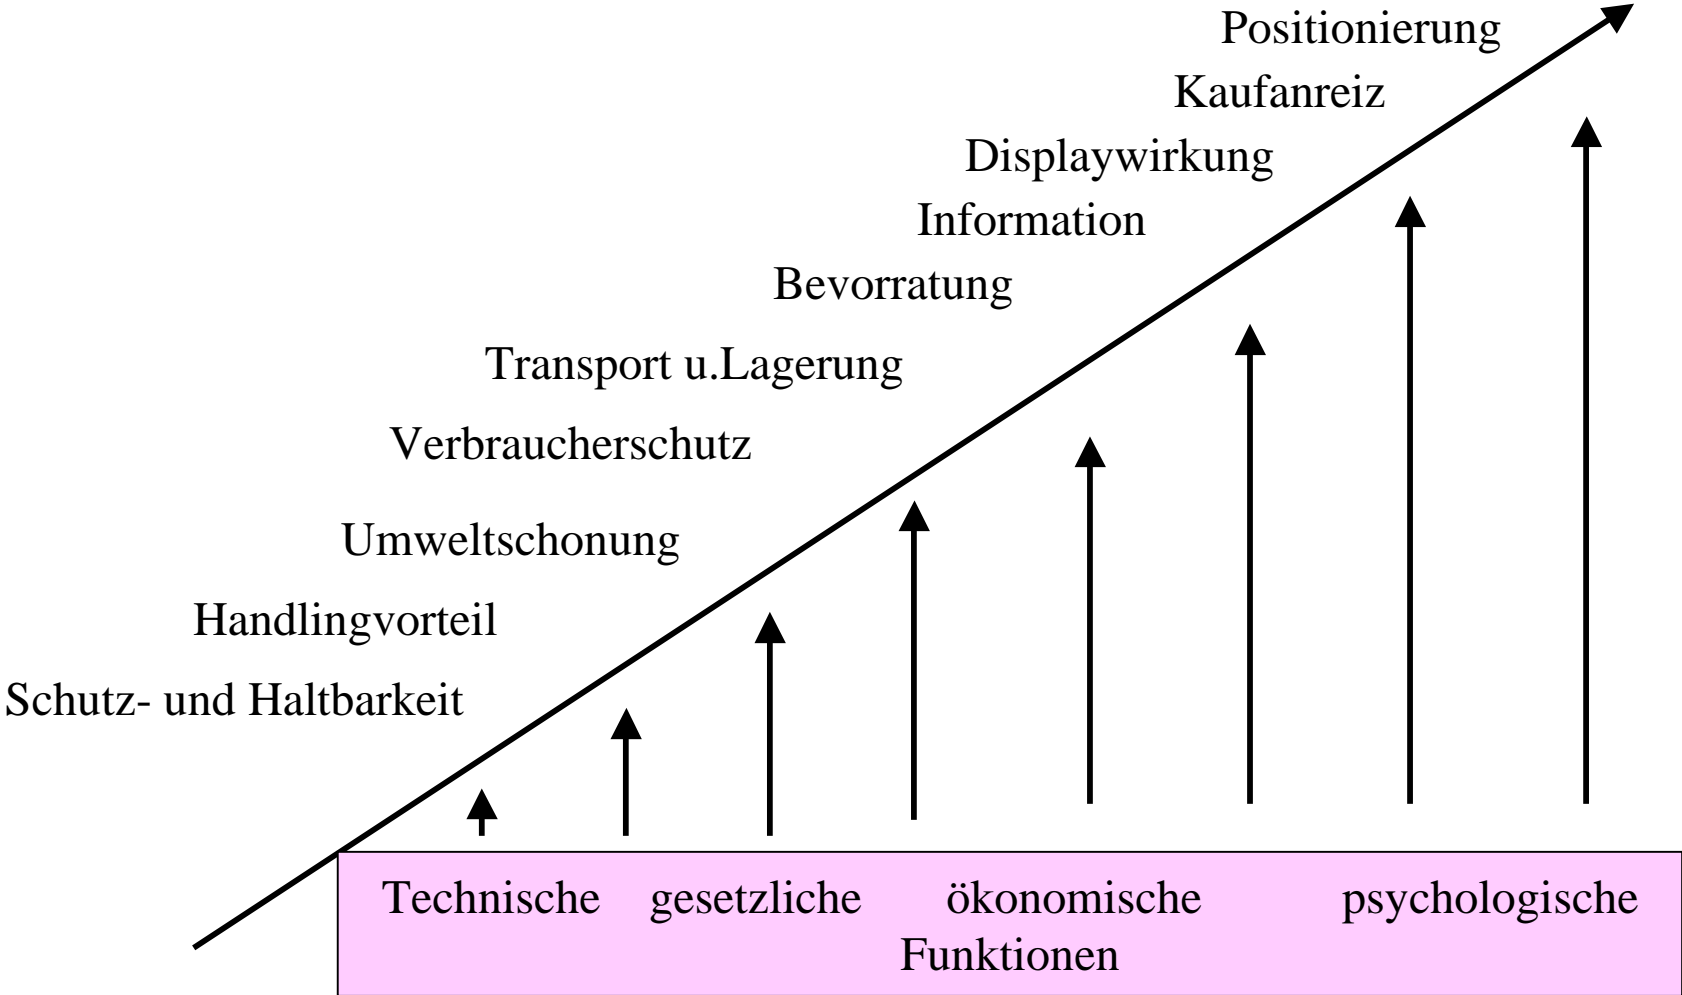 Positionierung
Kaufanreiz
Displaywirkung
Information
Bevorratung
Transport u.Lagerung
Verbraucherschutz
Umweltschonung
Handlingvorteil
Schutz- und Haltbarkeit
Technische gesetzliche ökonomische psychologische
Funktionen